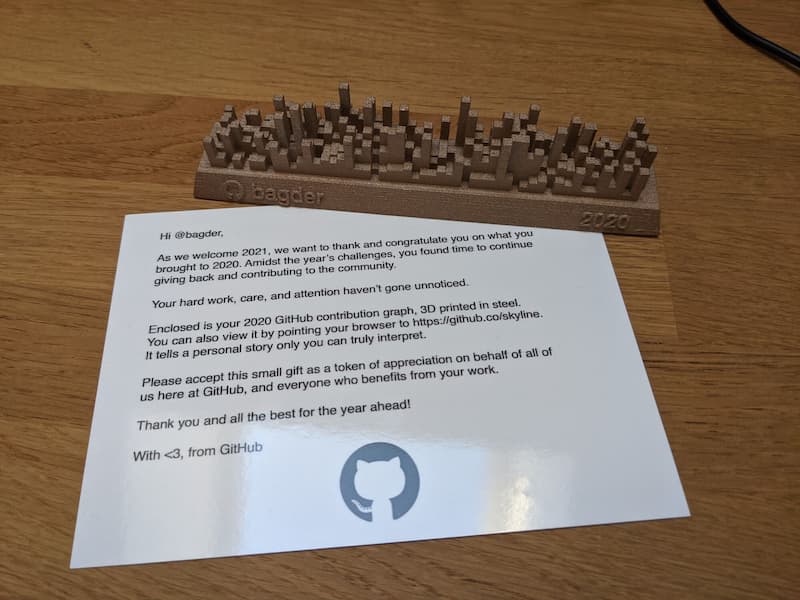 bagder
2020
Hi @bagder,
As we welcome 2021, we want to thank and congratulate you on what you
brought to 2020. Amidst the year's challenges, you found time to continue
giving back and contributing to the community.
Your hard work, care, and attention haven't gone unnoticed.
Enclosed is your 2020 GitHub contribution graph, 3D printed in steel.
You can also view it by pointing your browser to https://github.co/skyline.
It tells a personal story only you can truly interpret.
Please accept this small gift as a token of appreciation on behalf of all of
us here at GitHub, and everyone who benefits from your work.
Thank you and all the best for the year ahead!
With <3, from GitHub